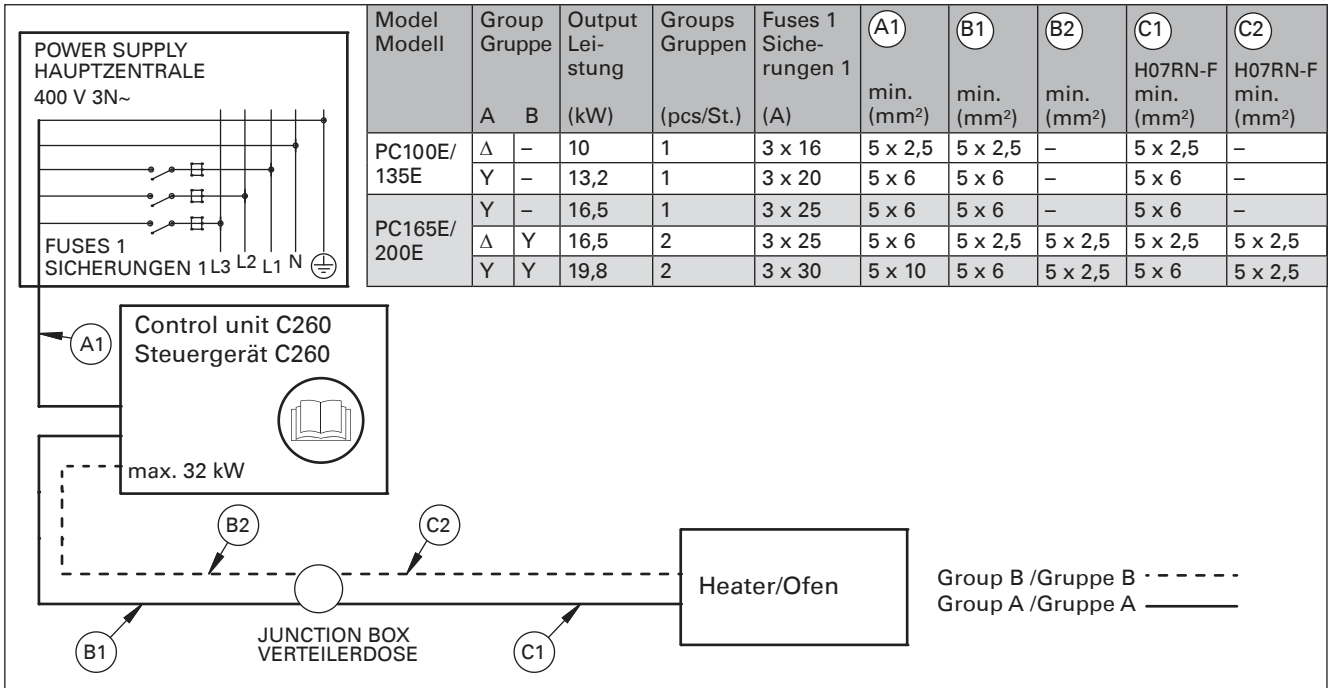 POWER SUPPLY
HAUPTZENTRALE
400 V 3N~
FUSES 1
SICHERUNGEN 1 L3 L2 L1 N
Model Modell | Group Gruppe A B | Output Lei-stung (kW) | Groups Gruppen (pcs/St.) | Fuses 1 Siche-rungen 1 (A) | A1 min. (mm²) | B1 min. (mm²) | B2 min. (mm²) | C1 H07RN-F min. (mm²) | C2 H07RN-F min. (mm²)
PC100E/ 135E | Δ | – | 10 | 1 | 3 x 16 | 5 x 2,5 | 5 x 2,5 | – | 5 x 2,5 | –
Y | – | 13,2 | 1 | 3 x 20 | 5 x 6 | 5 x 6 | – | 5 x 6 | –
PC165E/ 200E | Y | – | 16,5 | 1 | 3 x 25 | 5 x 6 | 5 x 6 | – | 5 x 6 | –
Δ | Y | 16,5 | 2 | 3 x 25 | 5 x 6 | 5 x 2,5 | 5 x 2,5 | 5 x 2,5 | 5 x 2,5
Y | Y | 19,8 | 2 | 3 x 30 | 5 x 10 | 5 x 6 | 5 x 2,5 | 5 x 6 | 5 x 2,5
A1
Control unit C260
Steuergerät C260
max. 32 kW
B2
C2
Heater/Ofen
Group B /Gruppe B
Group A /Gruppe A
B1
JUNCTION BOX
VERTEILERDOSE
C1